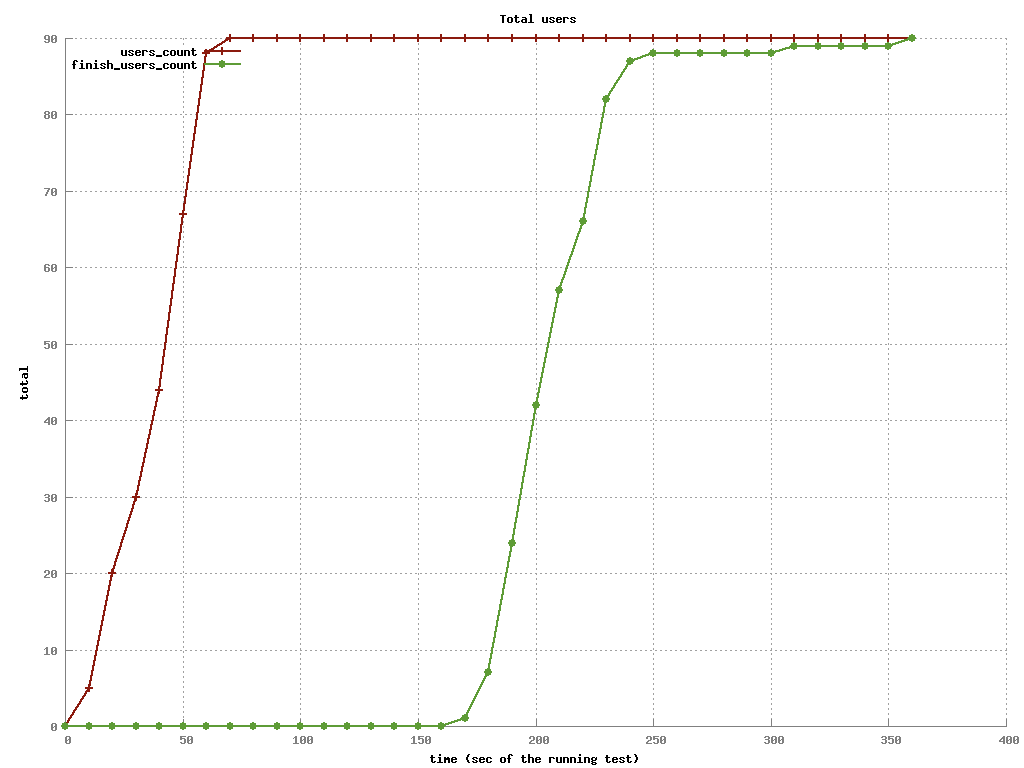 Total users
users_count
finish_users_count
90
80
70
60
50
40
30
20
10
0
total
0 50 100 150 200 250 300 350 400
time (sec of the running test)